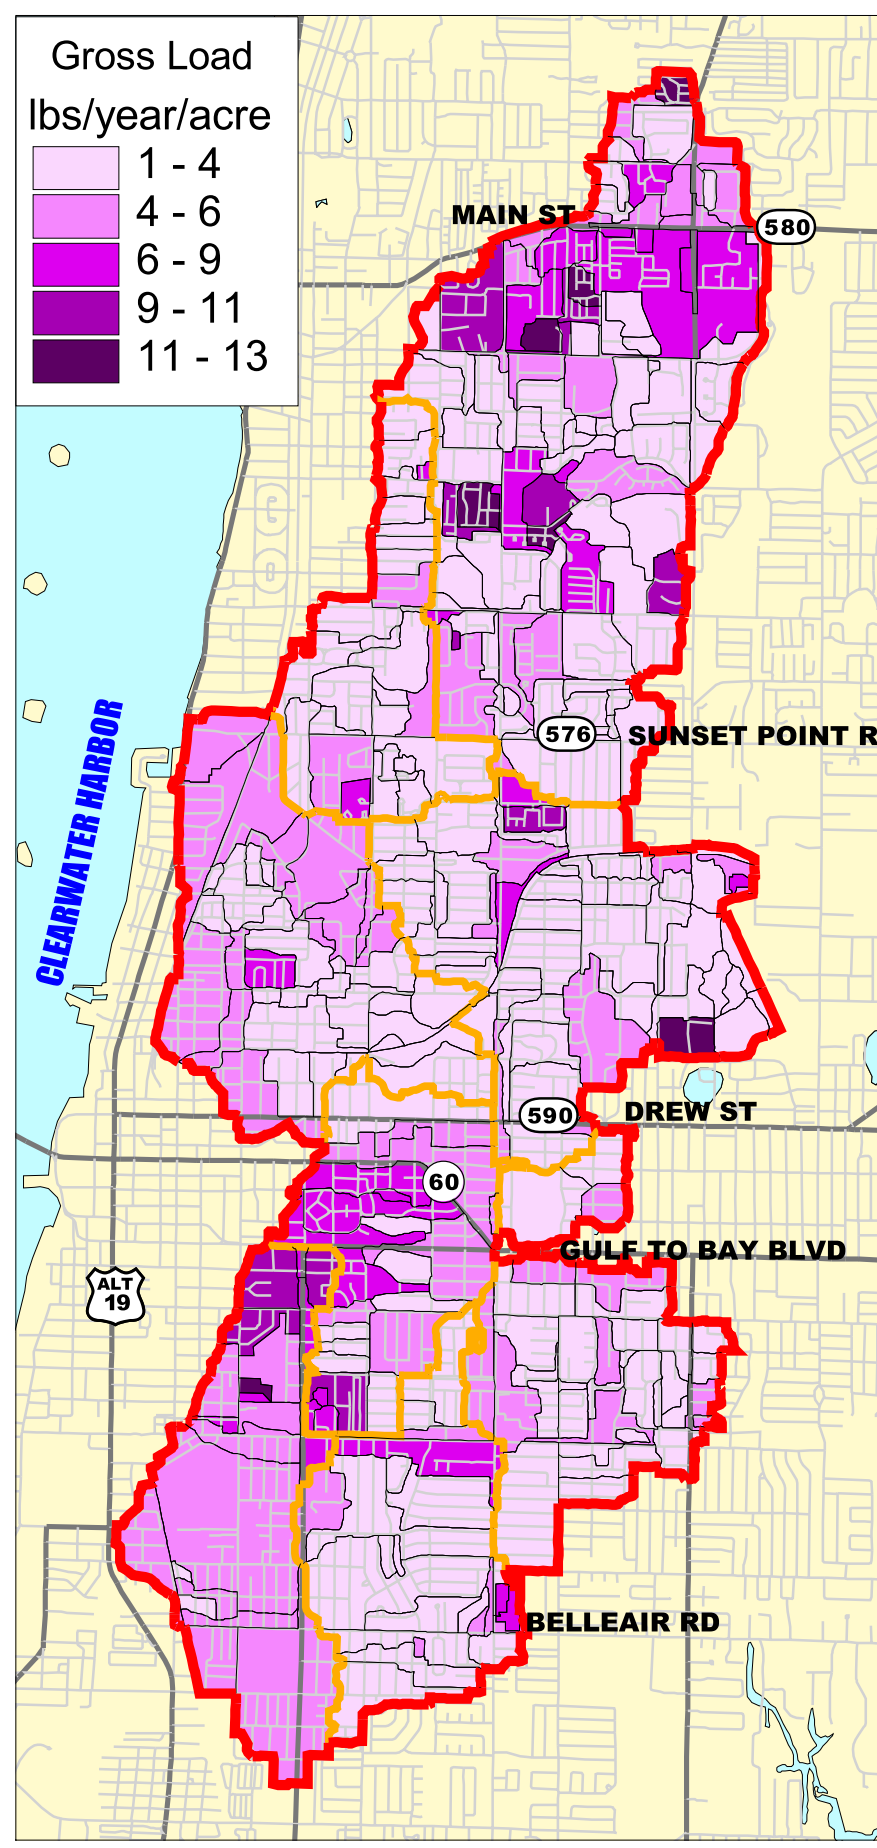 Gross Load
lbs/year/acre
1 - 4
4 - 6
6 - 9
9 - 11
11 - 13
MAIN ST
580
576
SUNSET POINT R
CLEARWATER HARBOR
590
DREW ST
60
GULF TO BAY BLVD
ALT
19
BELLEAIR RD